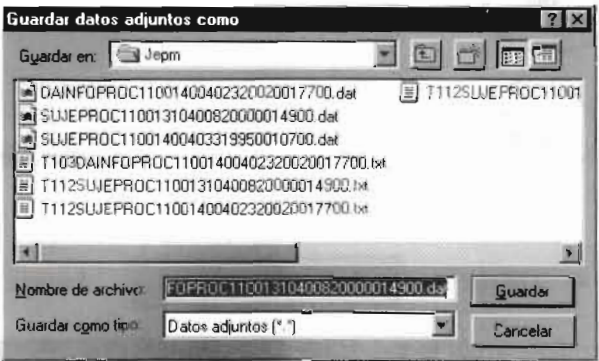 Guardar datos adjuntos como
Guardar en: Jepm
DAINFOPROC11001400402320020017700.dat
SUJEPROC11001310400820000014900.dat
SUJEPROC11001400403319950010700.dat
T103DAINFOPROC11001400402320020017700.txt
T112SUJEPROC11001310400820000014900.txt
T112SUJEPROC11001400402320020017700.txt
T112SUJEPROC11001
Nombre de archivo: FOPROC11001310400820000014900.dat
Guardar
Guardar como tipo: Datos adjuntos (*.*)
Cancelar